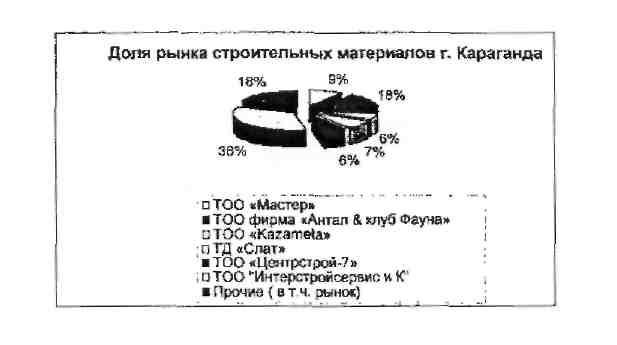 Доля рынка строительных материалов г. Караганда
18%
9%
18%
36%
6%
7%
6%
ТОО «Мастер»
ТОО фирма «Антал & клуб Фауна»
ТОО «Kazameta»
ТД «Слат»
ТОО «Центрстрой-7»
ТОО "Интерстройсервис и К"
Прочие ( в т.ч. рынок)